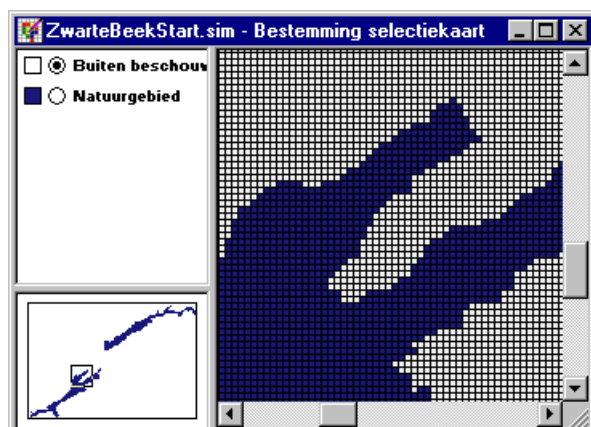 ZwarteBeekStart.sim - Bestemming selectiekaart
Buiten beschouw
Natuurgebied